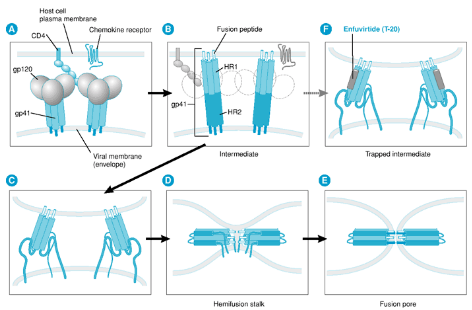 A
Host cell
plasma membrane
CD4
Chemokine receptor
gp120
gp41
Viral membrane
(envelope)
B
Fusion peptide
HR1
gp41
HR2
Intermediate
F
Enfuvirtide (T-20)
Trapped intermediate
C
D
Hemifusion stalk
E
Fusion pore